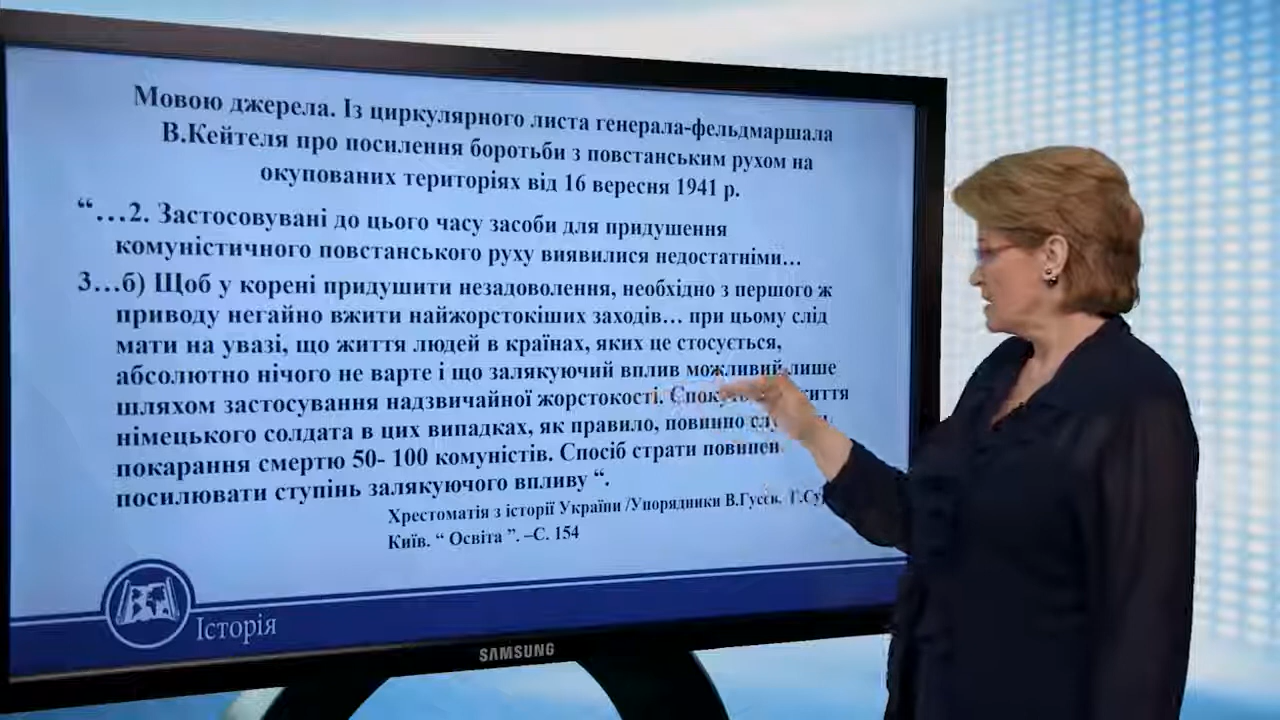 Мовою джерела. Із циркулярного листа генерала-фельдмаршала
В.Кейтеля про посилення боротьби з повстанським рухом на
окупованих територіях від 16 вересня 1941 р.
“…2. Застосовувані до цього часу засоби для придушення
комуністичного повстанського руху виявилися недостатніми…
3…б) Щоб у корені придушити незадоволення, необхідно з першого ж
приводу негайно вжити найжорстокіших заходів… при цьому слід
мати на увазі, що життя людей в країнах, яких це стосується,
абсолютно нічого не варте і що залякуючий вплив можливий лише
шляхом застосування надзвичайної жорстокості. життя
німецького солдата в цих випадках, як правило, повинно
покарання смертю 50- 100 комуністів. Спосіб страти повинен
посилювати ступінь залякуючого впливу “.
Хрестоматія з історії України /Упорядники В.Гусєв.
Київ. “ Освіта ”. –С. 154
Історія
SAMSUNG